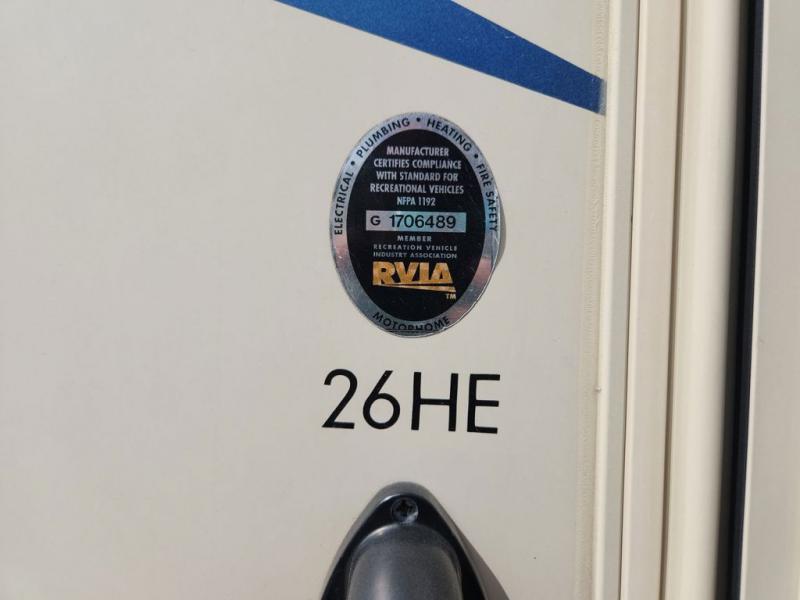 ELECTRICAL • PLUMBING • HEATING • FIRE SAFETY
MANUFACTURER
CERTIFIES COMPLIANCE
WITH STANDARD FOR
RECREATIONAL VEHICLES
NFPA 1192
G 1706489
MEMBER
RECREATION VEHICLE
INDUSTRY ASSOCIATION
RVIA
TM
MOTORHOME
26HE